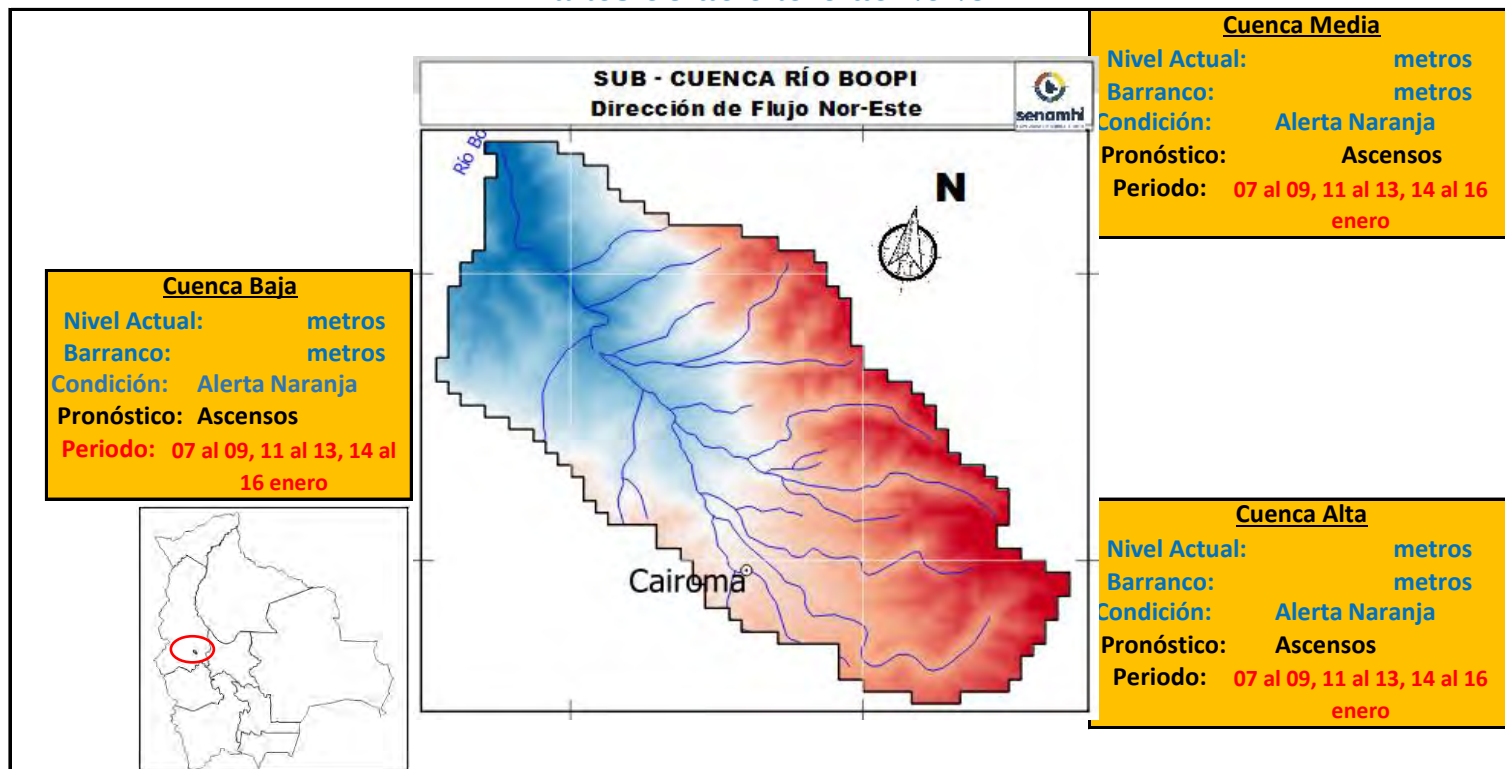 SUB - CUENCA RÍO BOOPI
Dirección de Flujo Nor-Este
senamhi
Río Bo
N
Cairoma
Cuenca Media
Nivel Actual: metros
Barranco: metros
Condición: Alerta Naranja
Pronóstico: Ascensos
Periodo: 07 al 09, 11 al 13, 14 al 16
enero
Cuenca Baja
Nivel Actual: metros
Barranco: metros
Condición: Alerta Naranja
Pronóstico: Ascensos
Periodo: 07 al 09, 11 al 13, 14 al
16 enero
Cuenca Alta
Nivel Actual: metros
Barranco: metros
Condición: Alerta Naranja
Pronóstico: Ascensos
Periodo: 07 al 09, 11 al 13, 14 al 16
enero